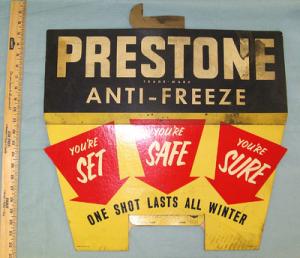 PRESTONE
TRADE-MARK
ANTI-FREEZE
YOU'RE
SET
YOU'RE
SAFE
YOU'RE
SURE
ONE SHOT LASTS ALL WINTER